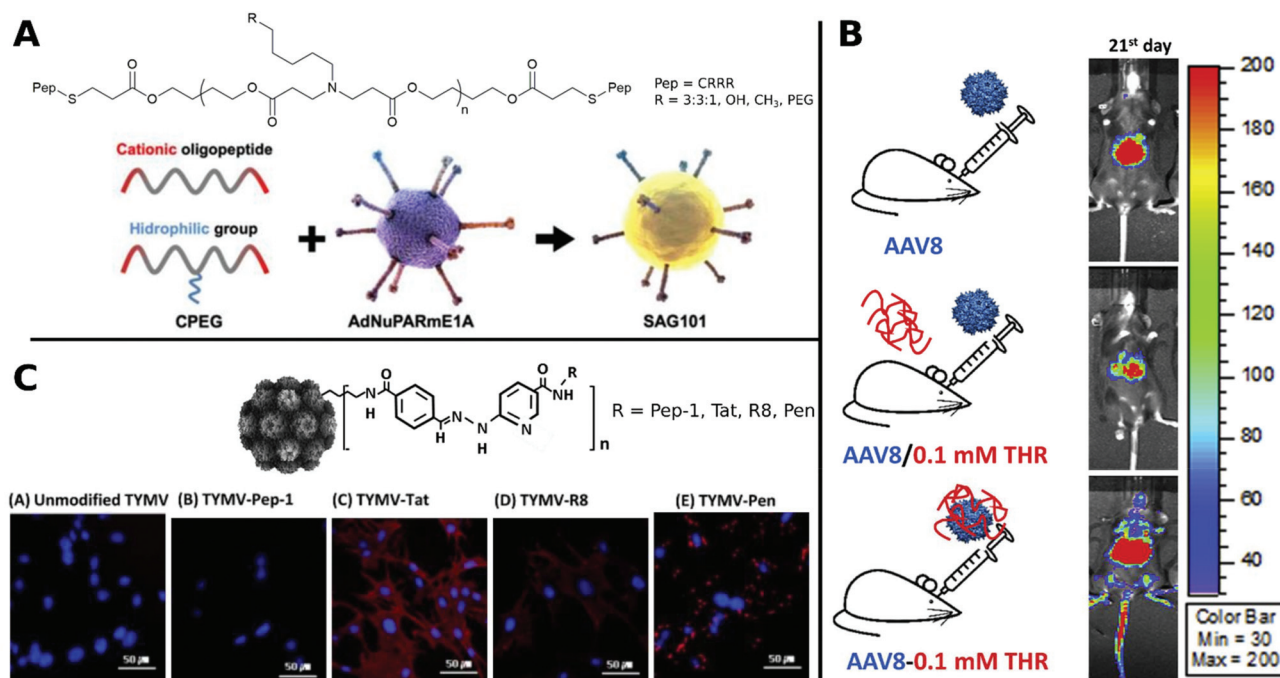 A
R
Pep
S
O
O
O
N
O
O
n
O
O
S
Pep
Pep = CRRR
R = 3:3:1, OH, CH₃, PEG
Cationic oligopeptide
Hidrophilic group
CPEG
+
AdNuPARmE1A
SAG101
B
21st day
AAV8
AAV8/0.1 mM THR
AAV8-0.1 mM THR
200
180
160
140
120
100
80
60
40
Color Bar
Min = 30
Max = 200
C
O
N
H
H
N
N
H
N
O
R
N
H
n
R = Pep-1, Tat, R8, Pen
(A) Unmodified TYMV
(B) TYMV-Pep-1
(C) TYMV-Tat
(D) TYMV-R8
(E) TYMV-Pen
50 μm
50 μm
50 μm
50 μm
50 μm